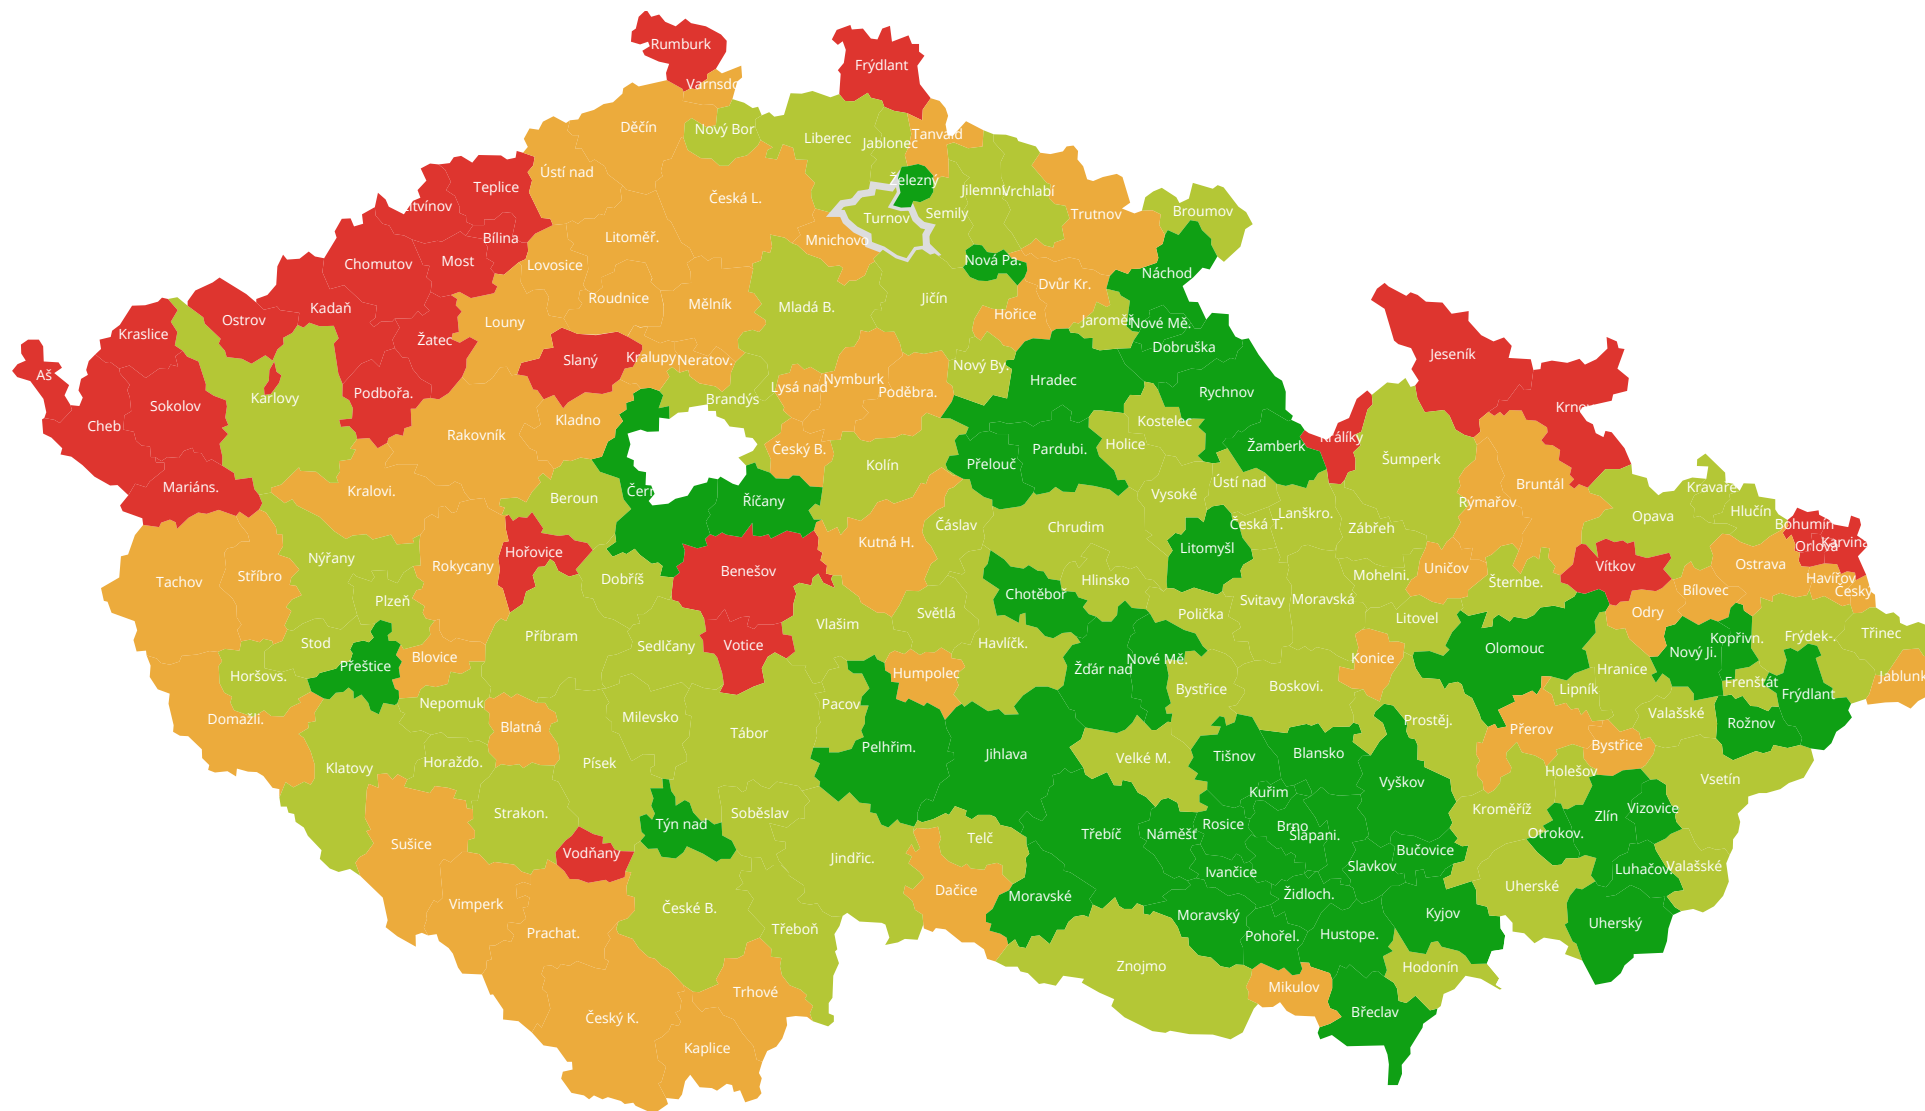 Rumburk
Frýdlant
Varnsdo
Děčín
Nový Bor
Liberec
Jablonec
Tanvald
Teplice
Ústí nad
Česká L.
Železný
Jilemni
Vrchlabí
Litvínov
Turnov
Semily
Trutnov
Broumov
Bílina
Litoměř.
Mnichovo
Chomutov
Most
Lovosice
Nová Pa.
Náchod
Kadaň
Roudnice
Mělník
Mladá B.
Jičín
Dvůr Kr.
Kraslice
Ostrov
Louny
Hořice
Jaroměř
Nové Mě.
Žatec
Slaný
Kralupy
Neratov.
Dobruška
Jeseník
Aš
Nový By.
Hradec
Sokolov
Karlovy
Podbořa.
Lysá nad
Nymburk
Poděbra.
Rychnov
Krnov
Cheb
Brandýs
Kladno
Kostelec
Rakovník
Český B.
Kolín
Přelouč
Pardubi.
Holice
Žamberk
Králíky
Šumperk
Mariáns.
Kralovi.
Beroun
Čern
Říčany
Vysoké
Ústí nad
Rýmařov
Bruntál
Kravaře
Lanškro.
Opava
Hlučín
Čáslav
Chrudim
Česká T.
Zábřeh
Bohumín
Nýřany
Hořovice
Kutná H.
Litomyšl
Orlová
Karviná
Tachov
Stříbro
Rokycany
Dobříš
Benešov
Hlinsko
Mohelni.
Uničov
Šternbe.
Vítkov
Ostrava
Havířov
Plzeň
Chotěboř
Svitavy
Moravská
Bílovec
Český
Světlá
Polička
Litovel
Odry
Stod
Příbram
Sedlčany
Votice
Vlašim
Havlíčk.
Kopřivn.
Frýdek-.
Třinec
Přeštice
Blovice
Humpolec
Žďár nad
Nové Mě.
Konice
Olomouc
Hranice
Nový Ji.
Horšovs.
Bystřice
Boskovi.
Lipník
Frenštát
Frýdlant
Jablunk
Nepomuk
Milevsko
Pacov
Domažli.
Blatná
Tábor
Prostěj.
Přerov
Valašské
Rožnov
Klatovy
Horažďo.
Písek
Pelhřim.
Jihlava
Velké M.
Tišnov
Blansko
Bystřice
Vyškov
Holešov
Vsetín
Strakon.
Týn nad
Soběslav
Kuřim
Kroměříž
Zlín
Vizovice
Sušice
Vodňany
Jindřic.
Telč
Třebíč
Náměšť
Rosice
Brno
Šlapani.
Otrokov.
Dačice
Ivančice
Slavkov
Bučovice
Luhačov.
Valašské
Vimperk
České B.
Moravské
Židloch.
Uherské
Prachat.
Třeboň
Moravský
Pohořel.
Hustope.
Kyjov
Uherský
Trhové
Znojmo
Mikulov
Hodonín
Český K.
Břeclav
Kaplice